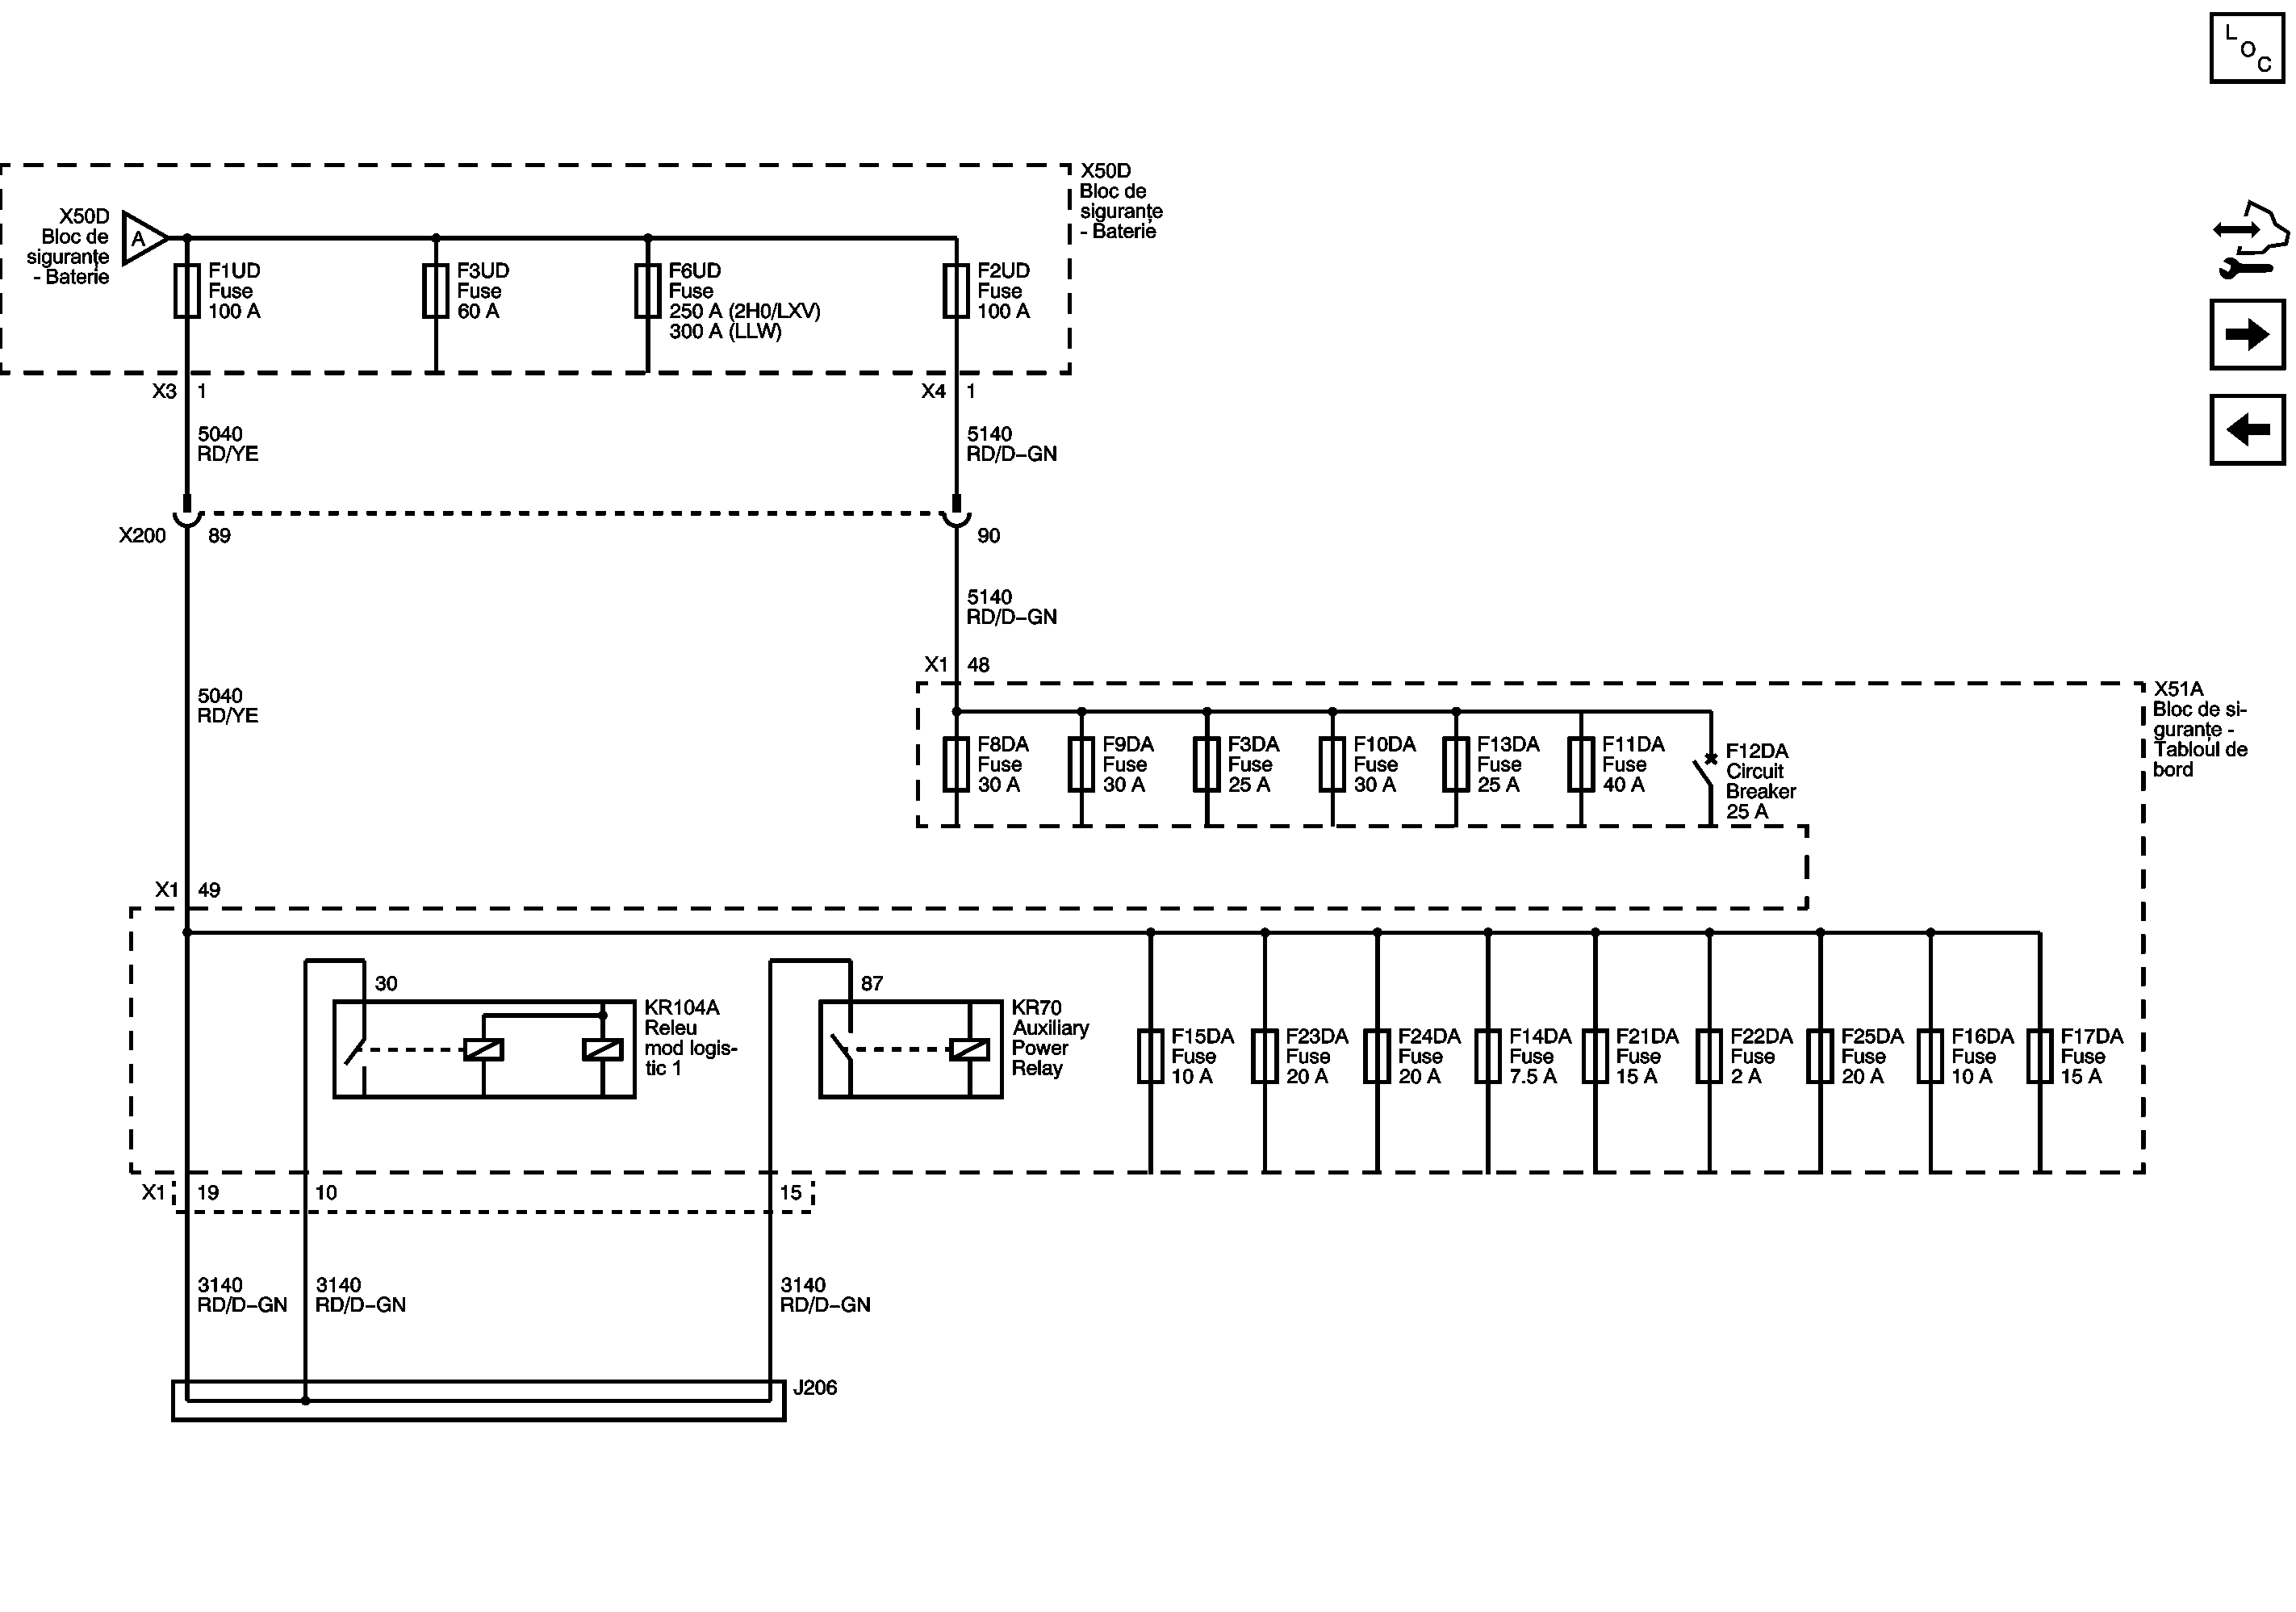 L
O
C
X50D
Bloc de
siguranțe
- Baterie
X50D
Bloc de
siguranțe
- Baterie
A
F1UD
Fuse
100 A
F3UD
Fuse
60 A
F6UD
Fuse
250 A (2H0/LXV)
300 A (LLW)
F2UD
Fuse
100 A
X3
1
X4
1
5040
RD/YE
5140
RD/D–GN
X200
89
90
5140
RD/D–GN
X1
48
5040
RD/YE
X51A
Bloc de si-
guranțe -
Tabloul de
bord
F8DA
Fuse
30 A
F9DA
Fuse
30 A
F3DA
Fuse
25 A
F10DA
Fuse
30 A
F13DA
Fuse
25 A
F11DA
Fuse
40 A
F12DA
Circuit
Breaker
25 A
X1
49
30
KR104A
Releu
mod logis-
tic 1
87
KR70
Auxiliary
Power
Relay
F15DA
Fuse
10 A
F23DA
Fuse
20 A
F24DA
Fuse
20 A
F14DA
Fuse
7.5 A
F21DA
Fuse
15 A
F22DA
Fuse
2 A
F25DA
Fuse
20 A
F16DA
Fuse
10 A
F17DA
Fuse
15 A
X1
19
10
15
3140
RD/D–GN
3140
RD/D–GN
3140
RD/D–GN
J206